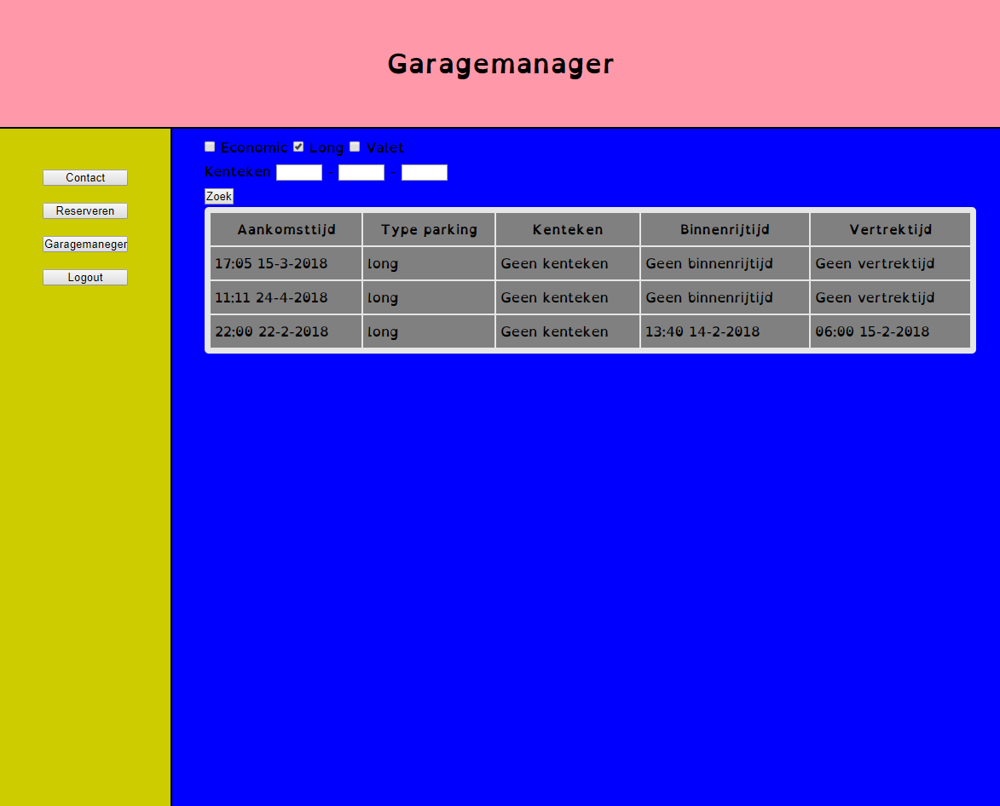 Garagemanager
Contact
Reserveren
Garagemaneger
Logout
Economic Long Valet
Kenteken - -
Zoek
Aankomsttijd Type parking Kenteken Binnenrijtijd Vertrektijd
17:05 15-3-2018 long Geen kenteken Geen binnenrijtijd Geen vertrektijd
11:11 24-4-2018 long Geen kenteken Geen binnenrijtijd Geen vertrektijd
22:00 22-2-2018 long Geen kenteken 13:40 14-2-2018 06:00 15-2-2018